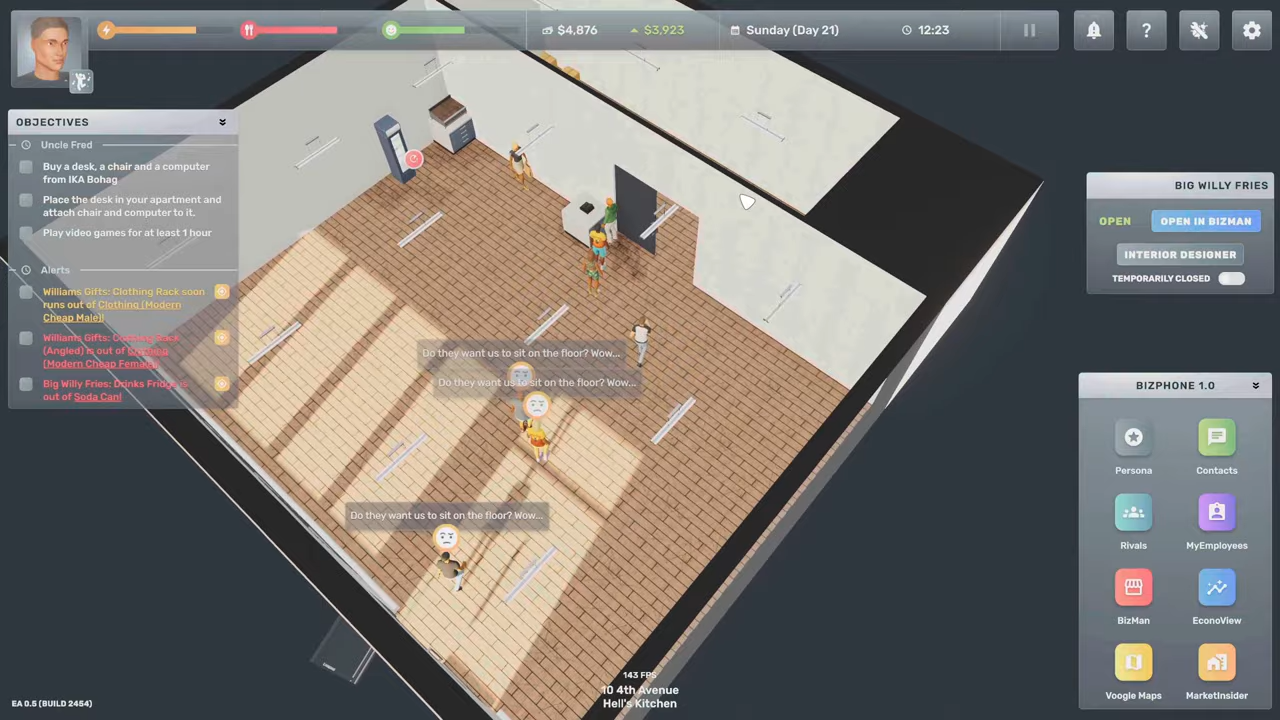 $4,876
$3,923
Sunday (Day 21)
12:23
OBJECTIVES
Uncle Fred
Buy a desk, a chair and a computer
from IKA Bohag
Place the desk in your apartment and
attach chair and computer to it.
Play video games for at least 1 hour
Alerts
Williams Gifts: Clothing Rack soon
runs out of Clothing (Modern
Cheap Male)!
Williams Gifts: Clothing Rack
(Angled) is out of Clothing
(Modern Cheap Female)!
Big Willy Fries: Drinks Fridge is
out of Soda Can!
BIG WILLY FRIES
OPEN
OPEN IN BIZMAN
INTERIOR DESIGNER
TEMPORARILY CLOSED
Do they want us to sit on the floor? Wow...
Do they want us to sit on the floor? Wow...
Do they want us to sit on the floor? Wow...
BIZPHONE 1.0
Persona
Contacts
Rivals
MyEmployees
BizMan
EconoView
Voogle Maps
MarketInsider
143 FPS
10 4th Avenue
Hell's Kitchen
EA 0.5 (BUILD 2454)